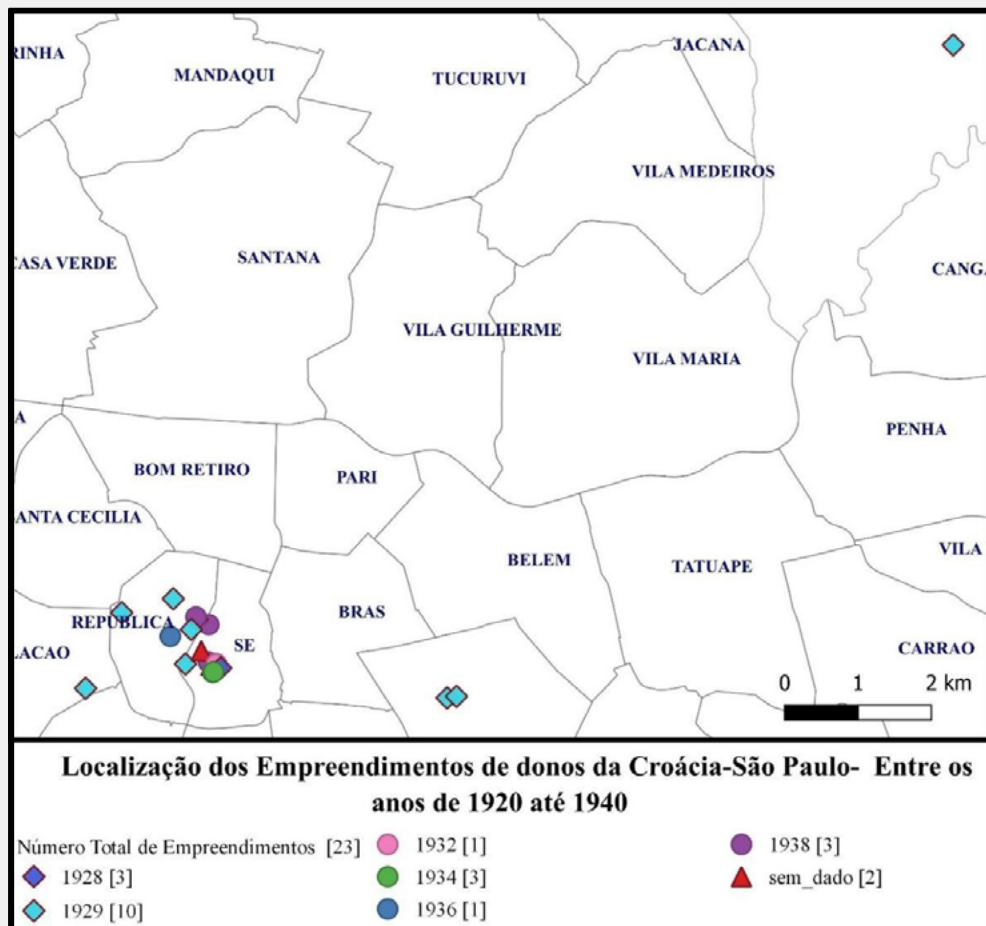 RINHA
MANDAQUI
TUCURUVI
JACANA
VILA MEDEIROS
CASA VERDE
SANTANA
CANGA
VILA GUILHERME
VILA MARIA
A
PENHA
BOM RETIRO
PARI
ANTA CECILIA
BELEM
VILA
TATUAPE
REPUBLICA
BRAS
SE
LACAO
CARRAO
0 1 2 km
Localização dos Empreendimentos de donos da Croácia-São Paulo- Entre os
anos de 1920 até 1940
Número Total de Empreendimentos [23]
1928 [3]
1929 [10]
1932 [1]
1934 [3]
1936 [1]
1938 [3]
sem_dado [2]